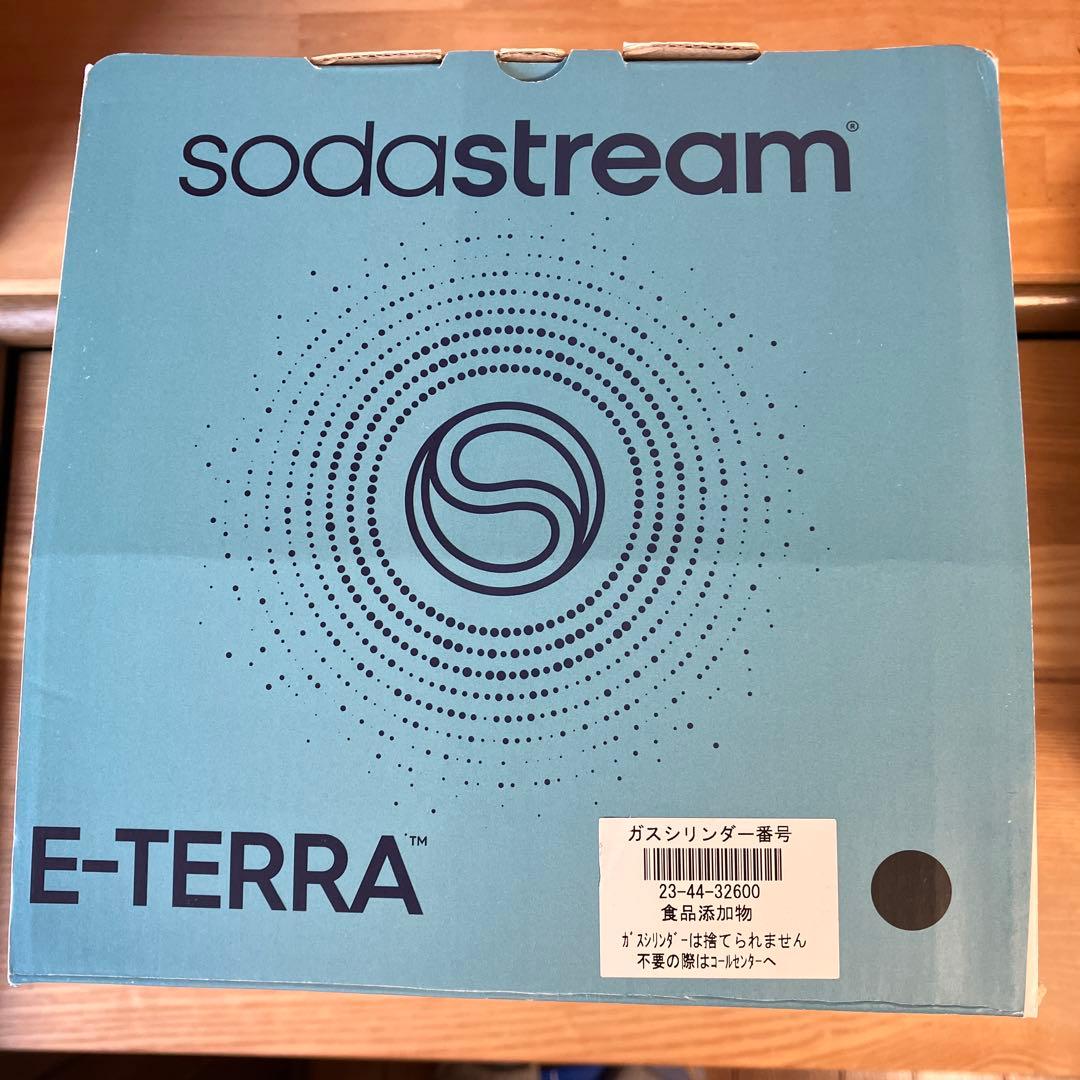 sodastream®
E-TERRA™
ガスシリンダー番号
23-44-32600
食品添加物
ｶﾞｽｼﾘﾝﾀﾞｰは捨てられません
不要の際はｺｰﾙｾﾝﾀｰへ